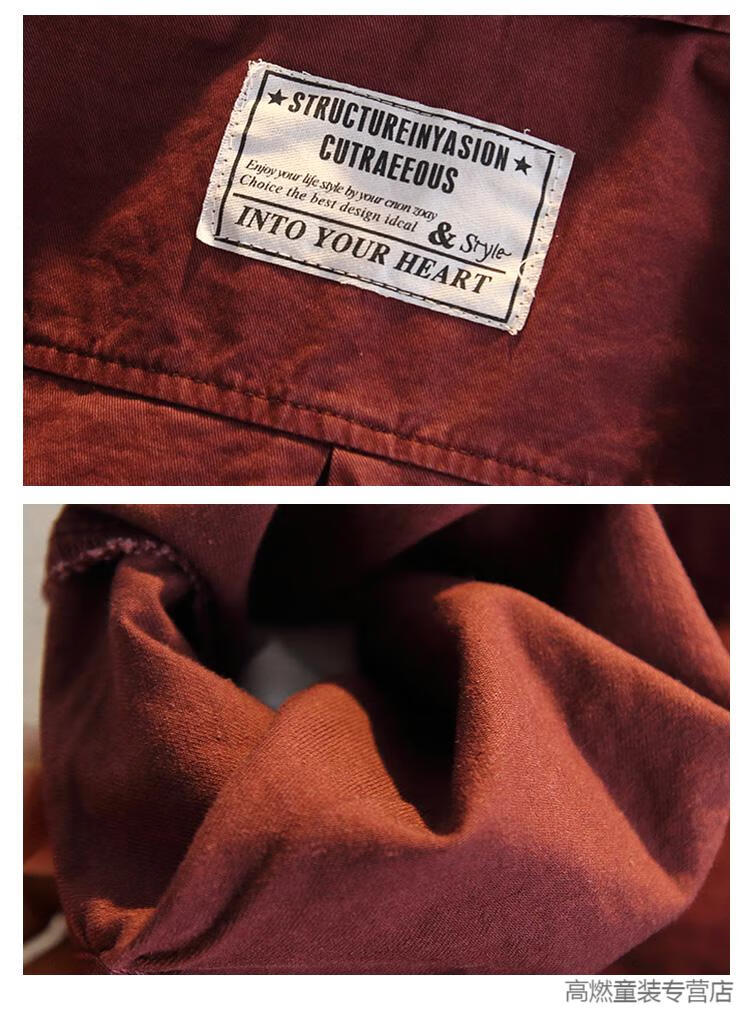 ★STRUCTUREINYASION★
CUTRAEEOUS
Enjoy your life style by your cnon zoay
Choice the best design idcal & Style
INTO YOUR HEART
高燃童装专营店